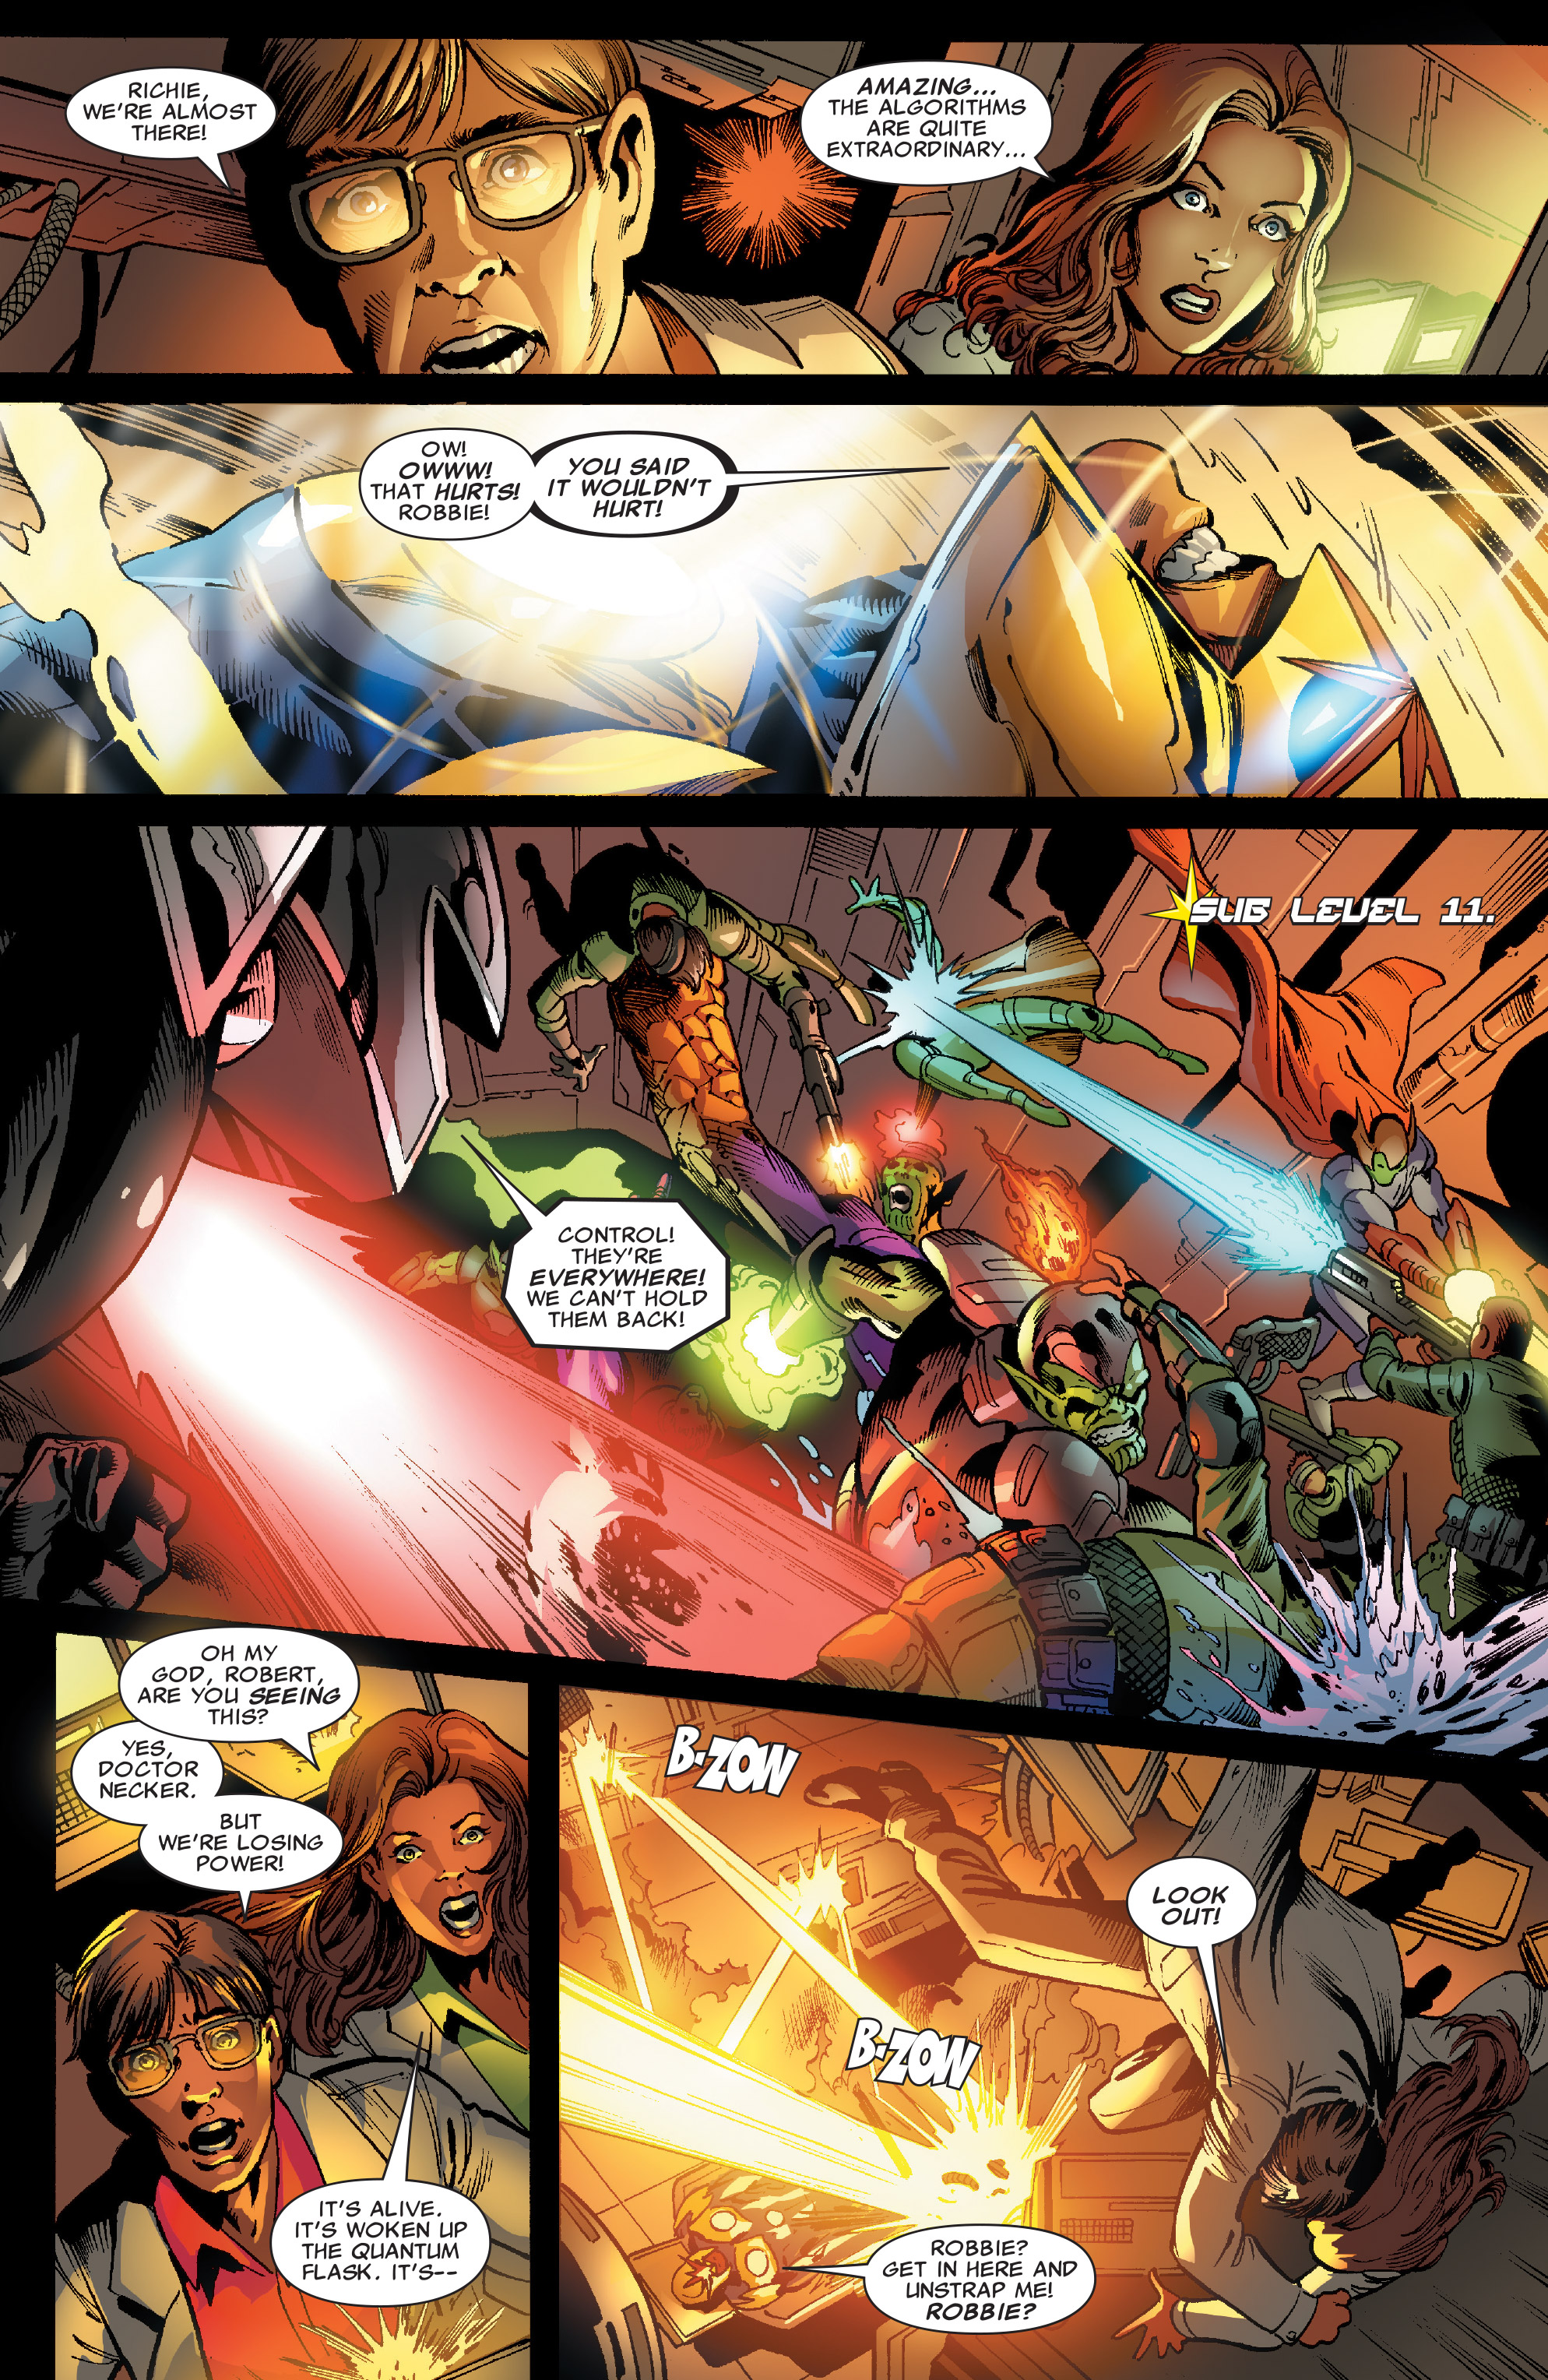 RICHIE,
WE'RE ALMOST
THERE!
AMAZING...
THE ALGORITHMS
ARE QUITE
EXTRAORDINARY...
OW!
OWWW!
THAT HURTS!
ROBBIE!
YOU SAID
IT WOULDN'T
HURT!
SUB LEVEL 11.
CONTROL!
THEY'RE
EVERYWHERE!
WE CAN'T HOLD
THEM BACK!
OH MY
GOD, ROBERT,
ARE YOU SEEING
THIS?
YES,
DOCTOR
NECKER.
BUT
WE'RE LOSING
POWER!
IT'S ALIVE.
IT'S WOKEN UP
THE QUANTUM
FLASK. IT'S--
B-ZOW
LOOK
OUT!
B-ZOW
ROBBIE?
GET IN HERE AND
UNSTRAP ME!
ROBBIE?